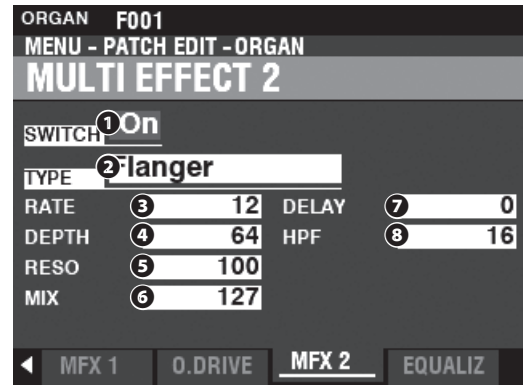 ORGAN F001
MENU - PATCH EDIT - ORGAN
MULTI EFFECT 2
SWITCH 1 On
TYPE 2 Flanger
RATE 3 12 DELAY 7 0
DEPTH 4 64 HPF 8 16
RESO 5 100
MIX 6 127
◀ MFX 1 O.DRIVE MFX 2 EQUALIZ